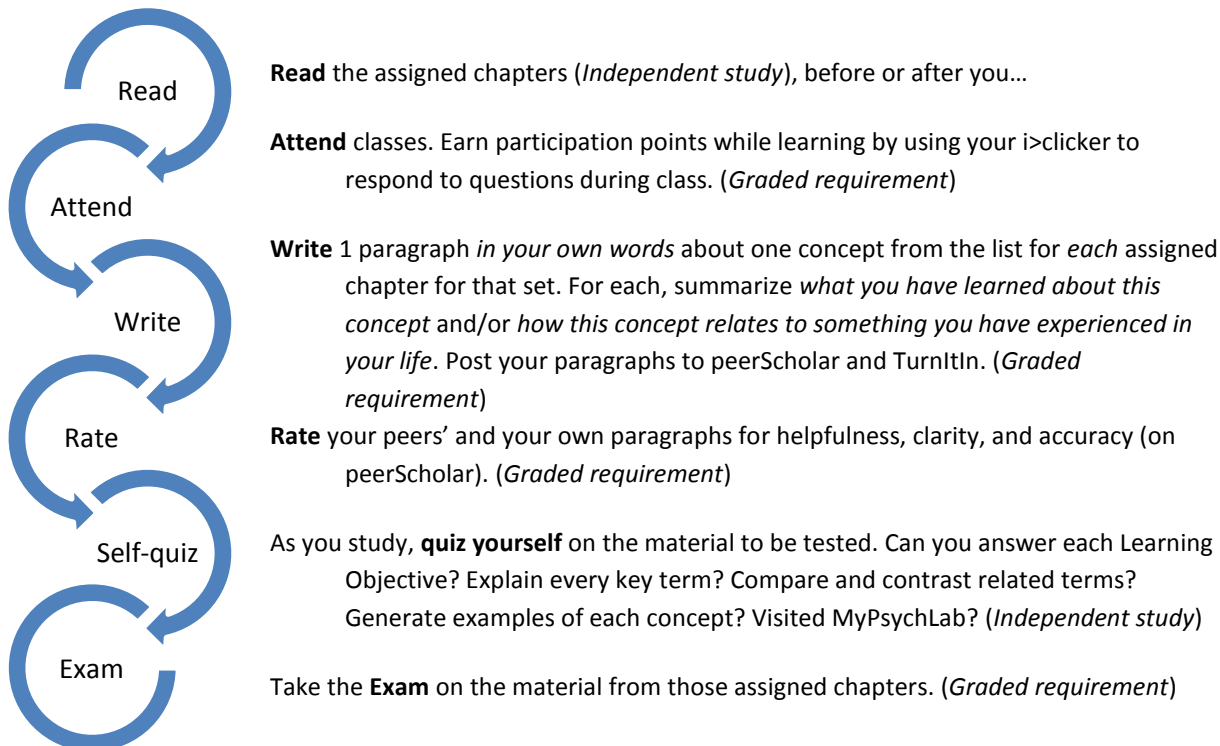 Read
Read the assigned chapters (Independent study), before or after you…
Attend
Attend classes. Earn participation points while learning by using your i>clicker to
respond to questions during class. (Graded requirement)
Write
Write 1 paragraph in your own words about one concept from the list for each assigned
chapter for that set. For each, summarize what you have learned about this
concept and/or how this concept relates to something you have experienced in
your life. Post your paragraphs to peerScholar and TurnItIn. (Graded
requirement)
Rate
Rate your peers’ and your own paragraphs for helpfulness, clarity, and accuracy (on
peerScholar). (Graded requirement)
Self-quiz
As you study, quiz yourself on the material to be tested. Can you answer each Learning
Objective? Explain every key term? Compare and contrast related terms?
Generate examples of each concept? Visited MyPsychLab? (Independent study)
Exam
Take the Exam on the material from those assigned chapters. (Graded requirement)